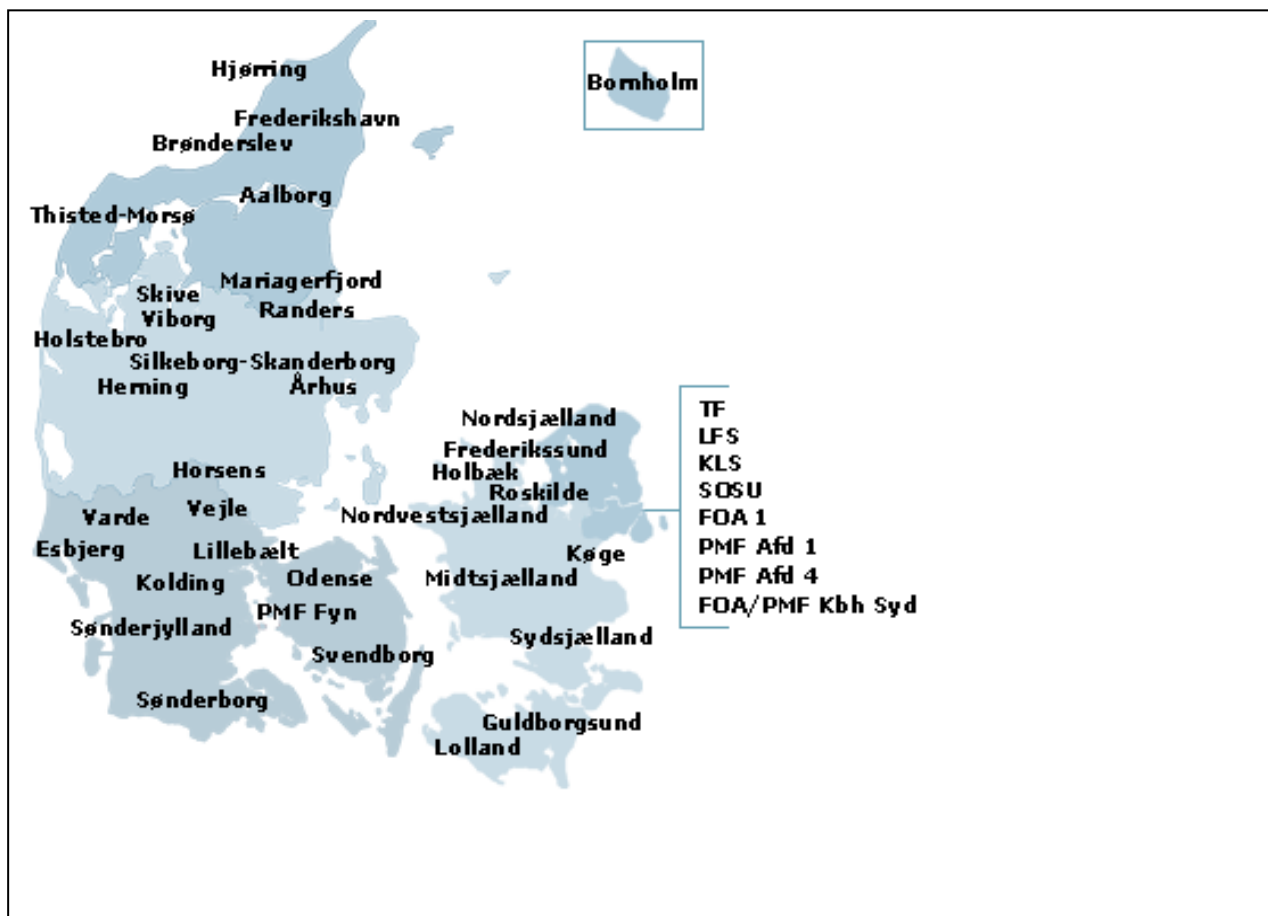 Hjørring
Bornholm
Frederikshavn
Brønderslev
Aalborg
Thisted-Morsø
Mariagerfjord
Skive
Randers
Viborg
Holstebro
Silkeborg-Skanderborg
Herning
Århus
Nordsjælland
Frederikssund
Holbæk
Roskilde
Nordvestsjælland
Horsens
Vejle
Varde
Esbjerg
Lillebælt
Køge
Kolding
Odense
Midtsjælland
PMF Fyn
Sønderjylland
Sydsjælland
Svendborg
Sønderborg
Guldborgsund
Lolland
TF
LFS
KLS
SOSU
FOA 1
PMF Afd 1
PMF Afd 4
FOA/PMF Kbh Syd